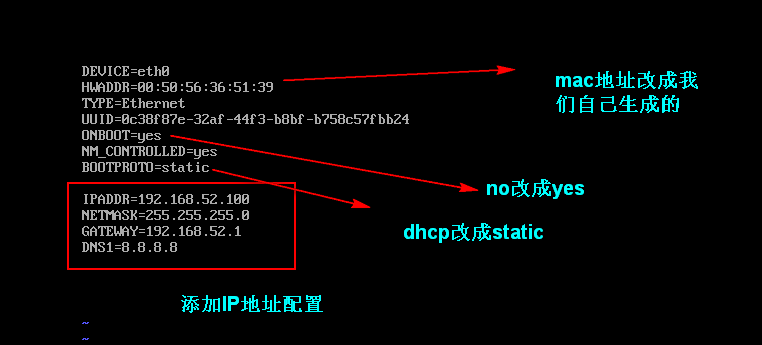 DEVICE=eth0
HWADDR=00:50:56:36:51:39
TYPE=Ethernet
UUID=0c38f87e-32af-44f3-b8bf-b758c57fbb24
ONBOOT=yes
NM_CONTROLLED=yes
BOOTPROTO=static
IPADDR=192.168.52.100
NETMASK=255.255.255.0
GATEWAY=192.168.52.1
DNS1=8.8.8.8
mac地址改成我
们自己生成的
no改成yes
dhcp改成static
添加IP地址配置
~
~